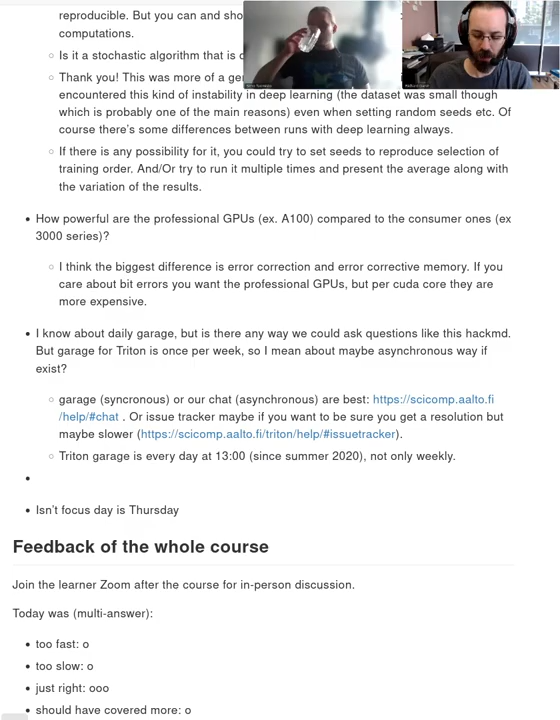 reproducible. But you can and sho
computations.
Is it a stochastic algorithm that is
Thank you! This was more of a ge
encountered this kind of instability in deep learning (the dataset was small though
which is probably one of the main reasons) even when setting random seeds etc. Of
course there's some differences between runs with deep learning always.
If there is any possibility for it, you could try to set seeds to reproduce selection of
training order. And/Or try to run it multiple times and present the average along with
the variation of the results.
How powerful are the professional GPUs (ex. A100) compared to the consumer ones (ex
3000 series)?
I think the biggest difference is error correction and error corrective memory. If you
care about bit errors you want the professional GPUs, but per cuda core they are
more expensive.
I know about daily garage, but is there any way we could ask questions like this hackmd.
But garage for Triton is once per week, so I mean about maybe asynchronous way if
exist?
garage (syncronous) or our chat (asynchronous) are best: https://scicomp.aalto.fi
/help/#chat . Or issue tracker maybe if you want to be sure you get a resolution but
maybe slower (https://scicomp.aalto.fi/triton/help/#issuetracker).
Triton garage is every day at 13:00 (since summer 2020), not only weekly.
Isn't focus day is Thursday
Feedback of the whole course
Join the learner Zoom after the course for in-person discussion.
Today was (multi-answer):
too fast: o
too slow: o
just right: ooo
should have covered more: o